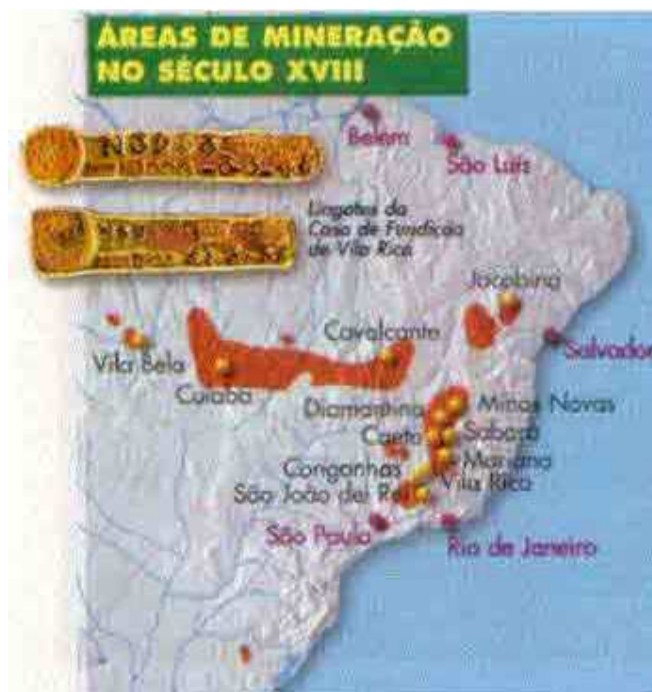 ÁREAS DE MINERAÇÃO
NO SÉCULO XVIII
Belém
São Luís
Lingotes da
Casa de Fundição
de Vila Rica
Jacobina
Cavalcante
Salvador
Vila Bela
Cuiabá
Diamantina
Minas Novas
Caeté
Sabará
Mariana
Congonhas
Vila Rica
São João del Rei
São Paulo
Rio de Janeiro